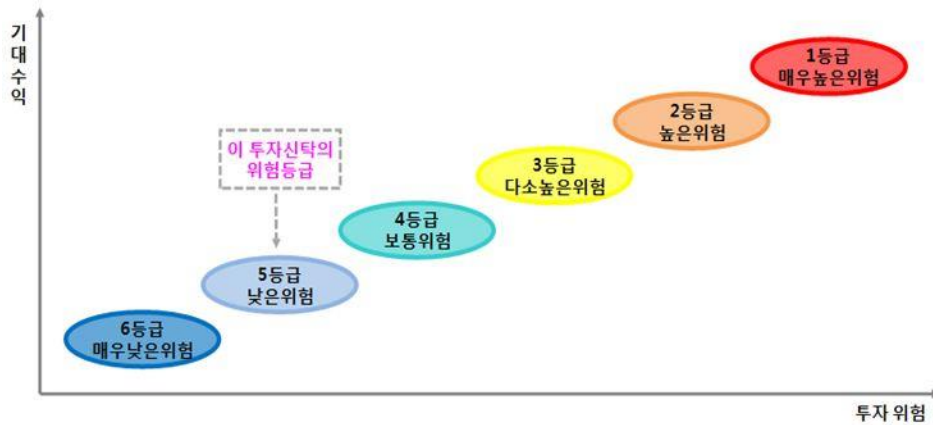 기대수익
1등급
매우높은위험
2등급
높은위험
이 투자신탁의
위험등급
3등급
다소높은위험
4등급
보통위험
5등급
낮은위험
6등급
매우낮은위험
투자 위험